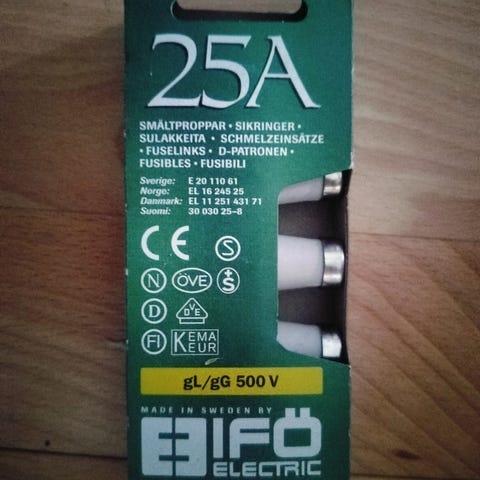 25A
SMÄLTPROPPAR • SIKRINGER •
SULAKKEITA • SCHMELZEINSÄTZE
• FUSELINKS • D-PATRONEN •
FUSIBLES • FUSIBILI
Sverige: E 20 110 61
Norge: EL 16 245 25
Danmark: EL 11 251 431 71
Suomi: 30 030 25-8
CE S
N ÖVE +S
D DVE
FI KEMA
KEUR
gL/gG 500 V
MADE IN SWEDEN BY
IFÖ
ELECTRIC